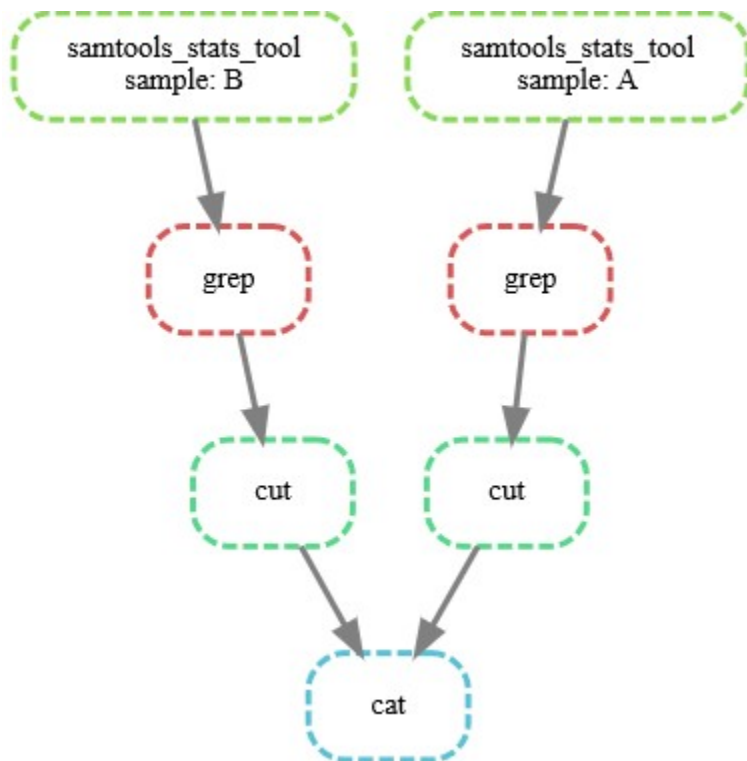 samtools_stats_tool
sample: B
samtools_stats_tool
sample: A
grep
grep
cut
cut
cat